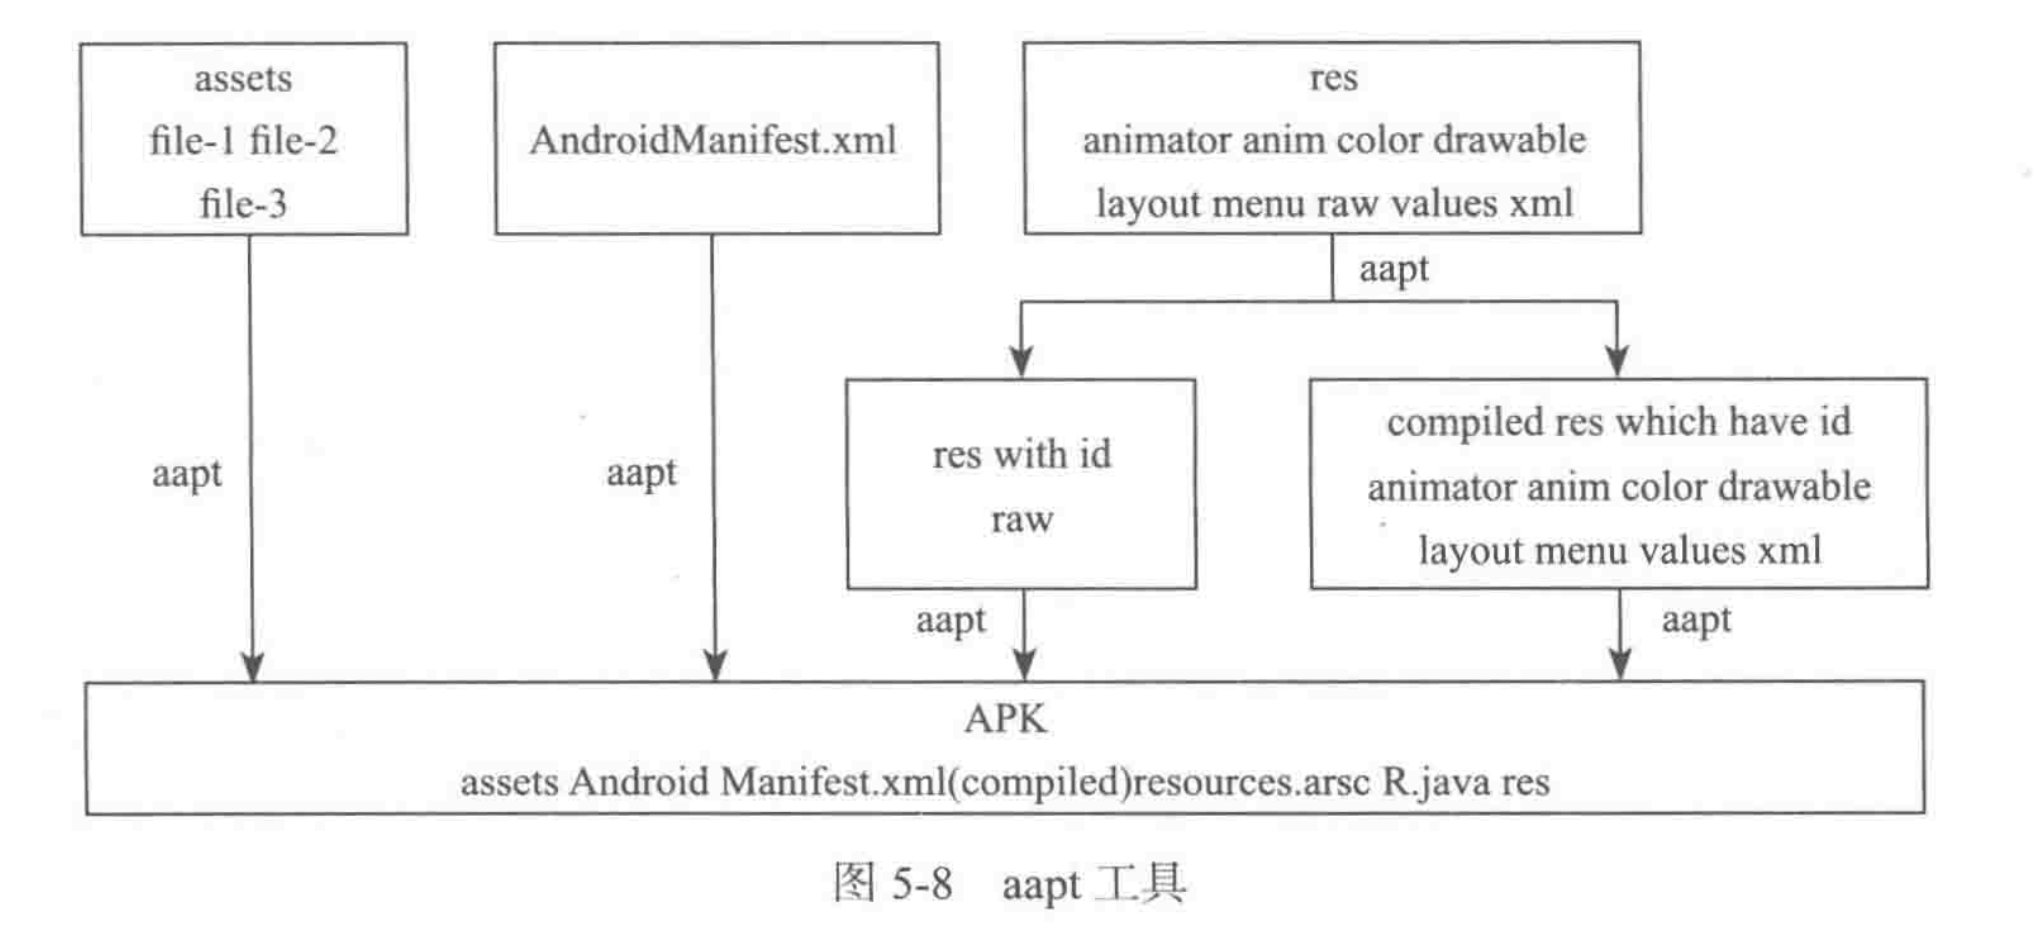 assets
file-1 file-2
file-3
AndroidManifest.xml
res
animator anim color drawable
layout menu raw values xml
aapt
aapt
aapt
res with id
raw
compiled res which have id
animator anim color drawable
layout menu values xml
aapt
aapt
APK
assets Android Manifest.xml(compiled)resources.arsc R.java res
图 5-8 aapt 工具